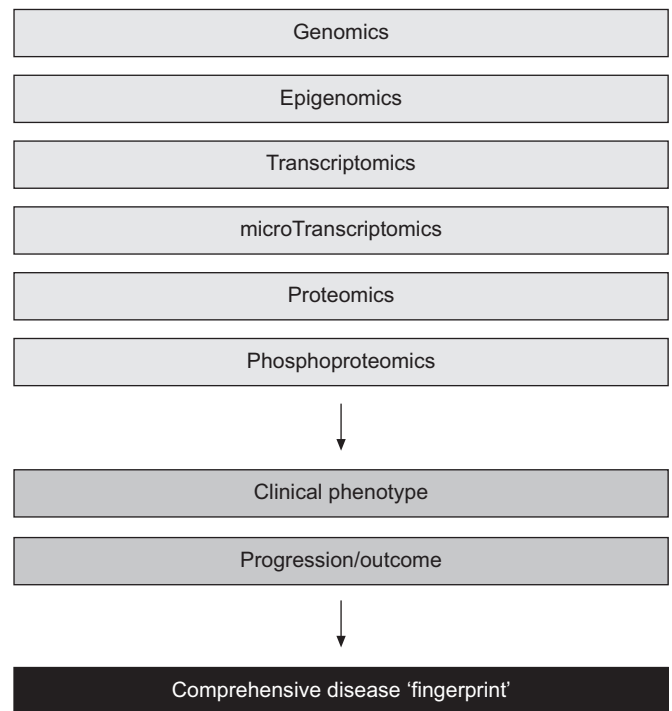 Genomics
Epigenomics
Transcriptomics
microTranscriptomics
Proteomics
Phosphoproteomics
Clinical phenotype
Progression/outcome
Comprehensive disease ‘fingerprint’